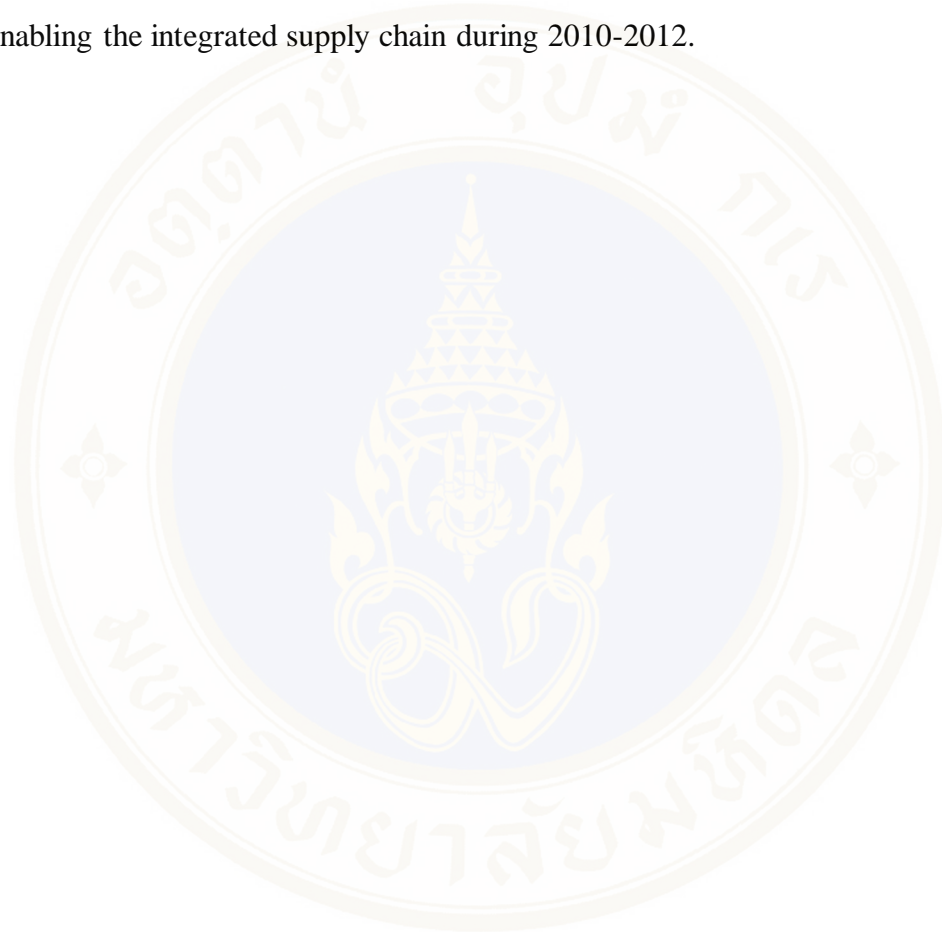 nabling the integrated supply chain during 2010-2012.
อตฺตานํ อุปมํ กเร
มหาวิทยาลัยมหิดล